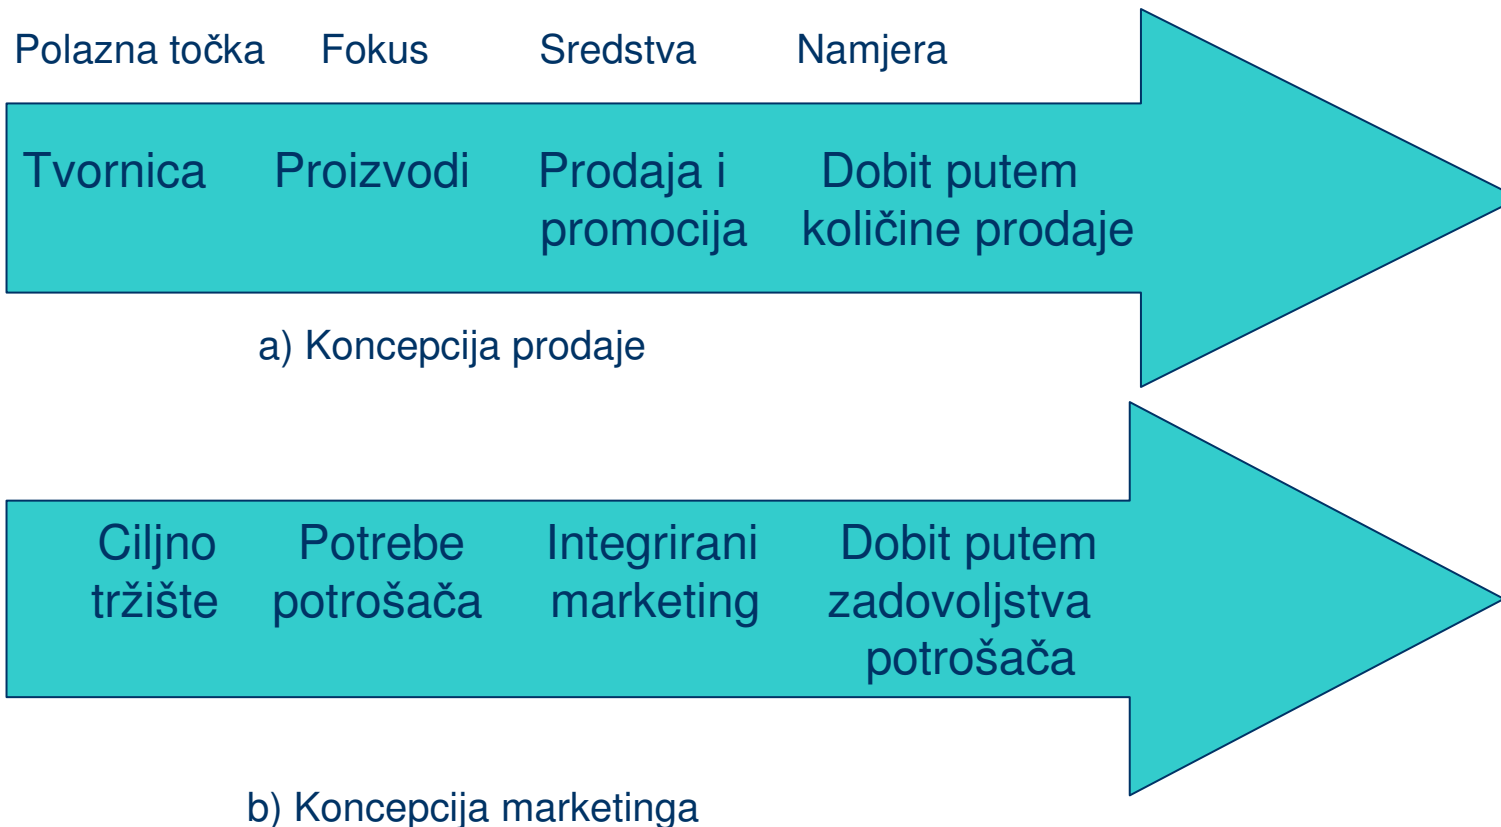 Polazna točka Fokus Sredstva Namjera
Tvornica Proizvodi Prodaja i Dobit putem
promocija količine prodaje
a) Koncepcija prodaje
Ciljno Potrebe Integrirani Dobit putem
tržište potrošača marketing zadovoljstva
potrošača
b) Koncepcija marketinga